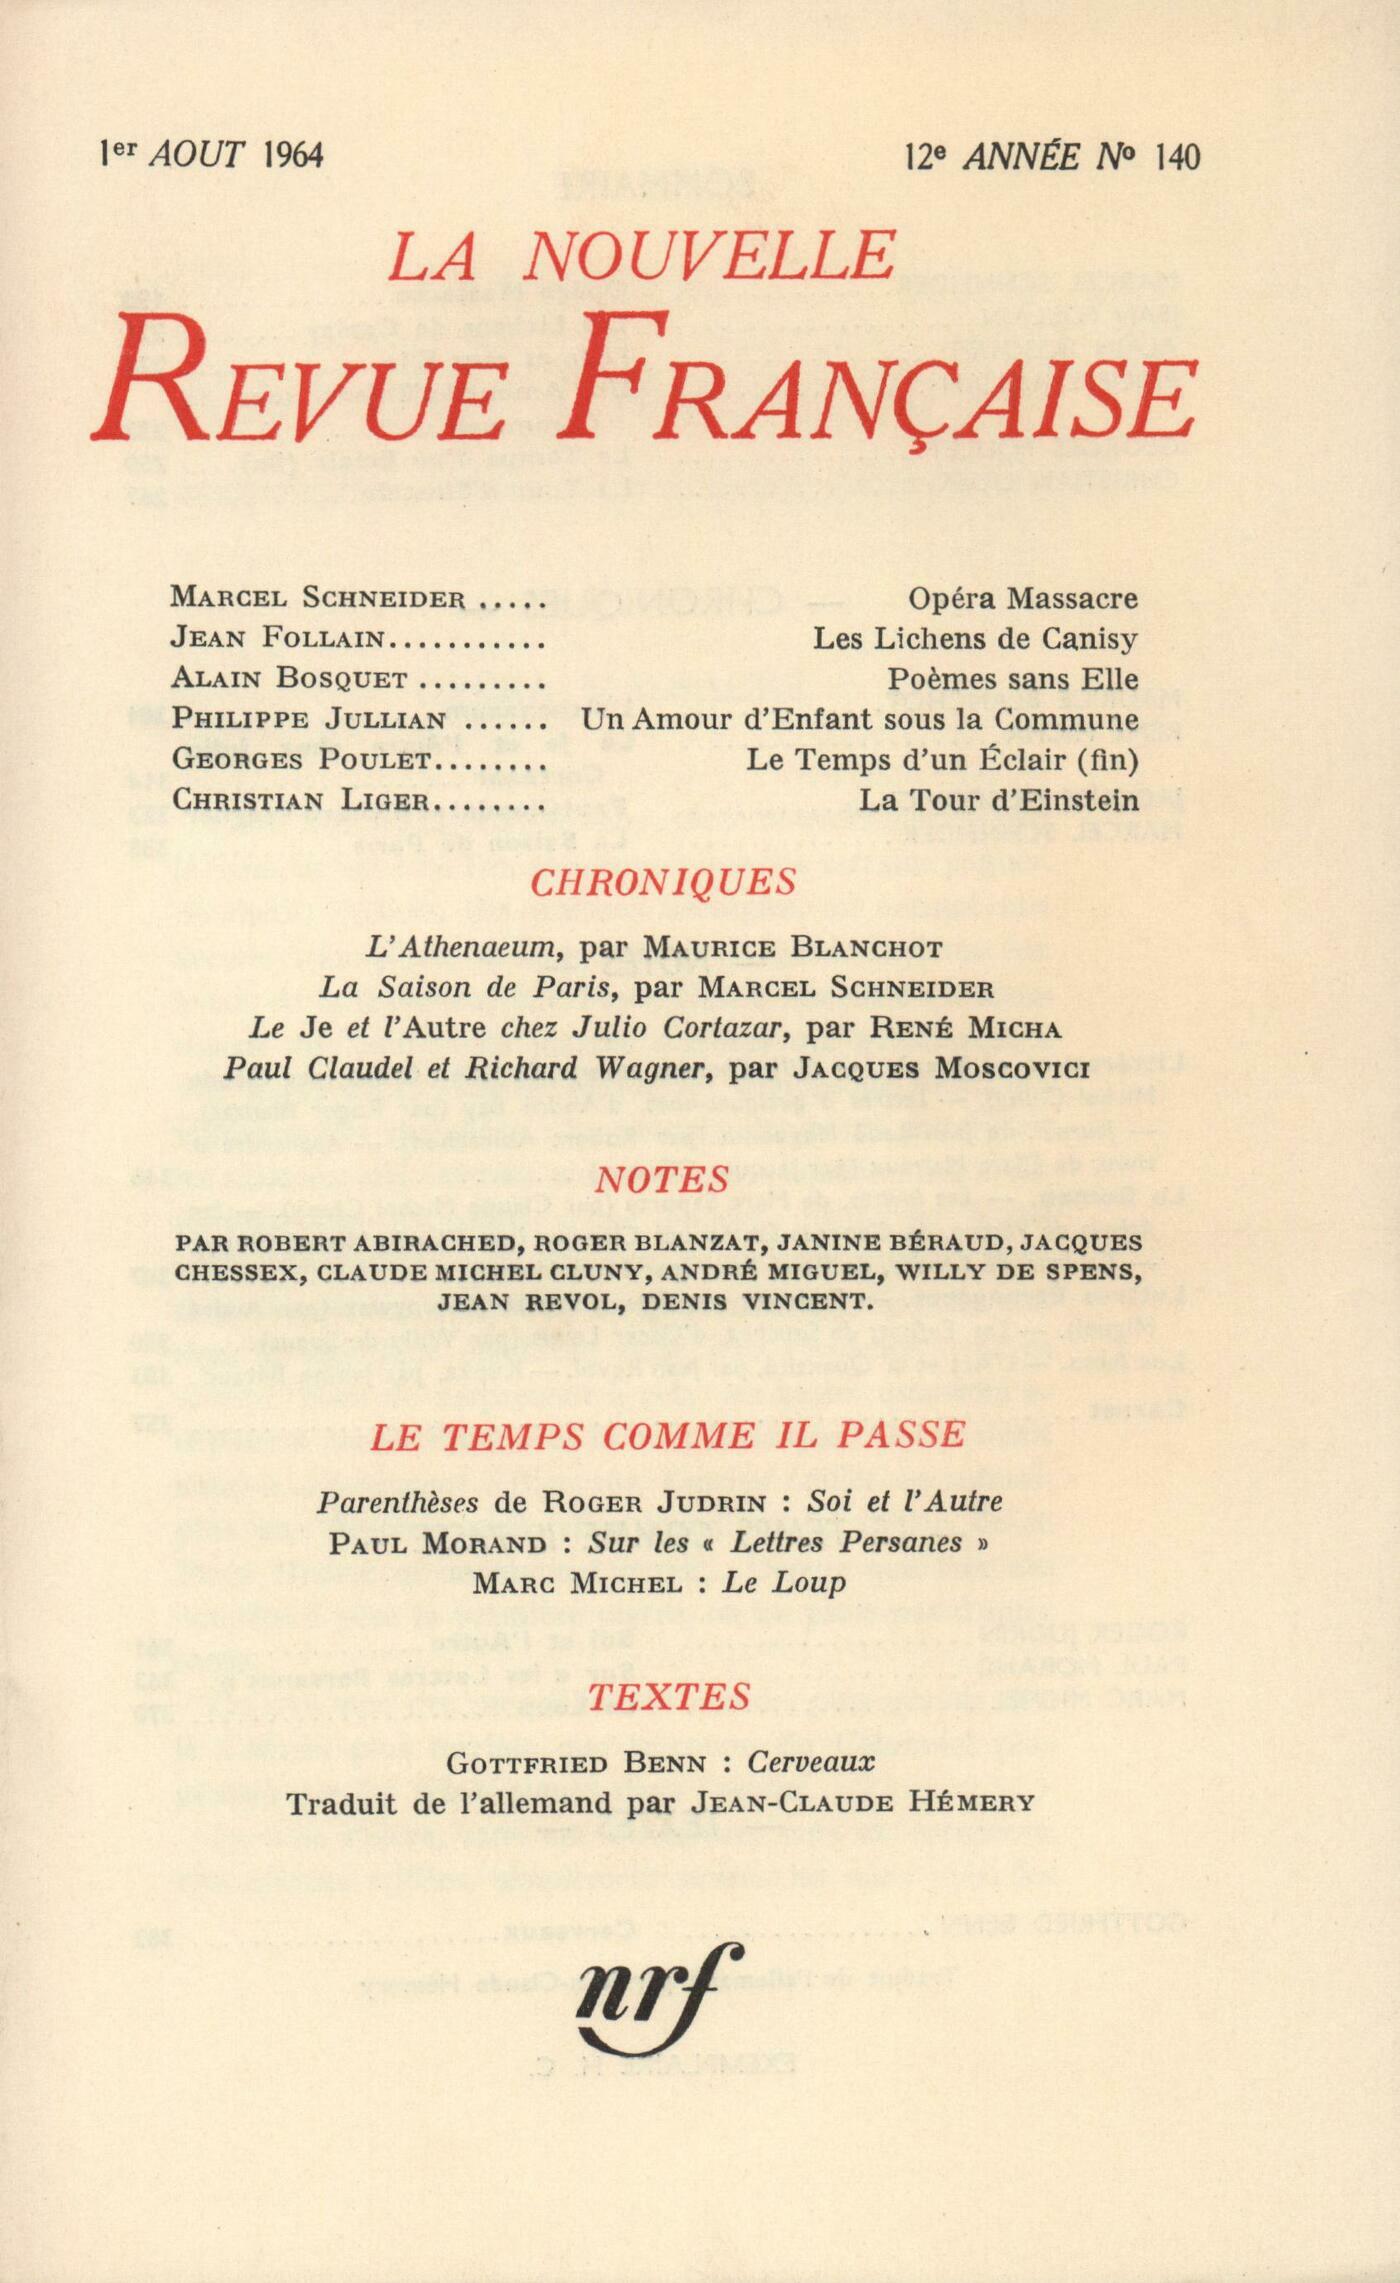 1er AOUT 1964
12e ANNÉE No 140
LA NOUVELLE
REVUE FRANÇAISE
MARCEL SCHNEIDER ..... Opéra Massacre
JEAN FOLLAIN........... Les Lichens de Canisy
ALAIN BOSQUET ......... Poèmes sans Elle
PHILIPPE JULLIAN ...... Un Amour d'Enfant sous la Commune
GEORGES POULET........ Le Temps d'un Éclair (fin)
CHRISTIAN LIGER........ La Tour d'Einstein
CHRONIQUES
L'Athenaeum, par MAURICE BLANCHOT
La Saison de Paris, par MARCEL SCHNEIDER
Le Je et l'Autre chez Julio Cortazar, par RENÉ MICHA
Paul Claudel et Richard Wagner, par JACQUES MOSCOVICI
NOTES
PAR ROBERT ABIRACHED, ROGER BLANZAT, JANINE BÉRAUD, JACQUES
CHESSEX, CLAUDE MICHEL CLUNY, ANDRÉ MIGUEL, WILLY DE SPENS,
JEAN REVOL, DENIS VINCENT.
LE TEMPS COMME IL PASSE
Parenthèses de ROGER JUDRIN : Soi et l'Autre
PAUL MORAND : Sur les « Lettres Persanes »
MARC MICHEL : Le Loup
TEXTES
GOTTFRIED BENN : Cerveaux
Traduit de l'allemand par JEAN-CLAUDE HÉMERY
nrf